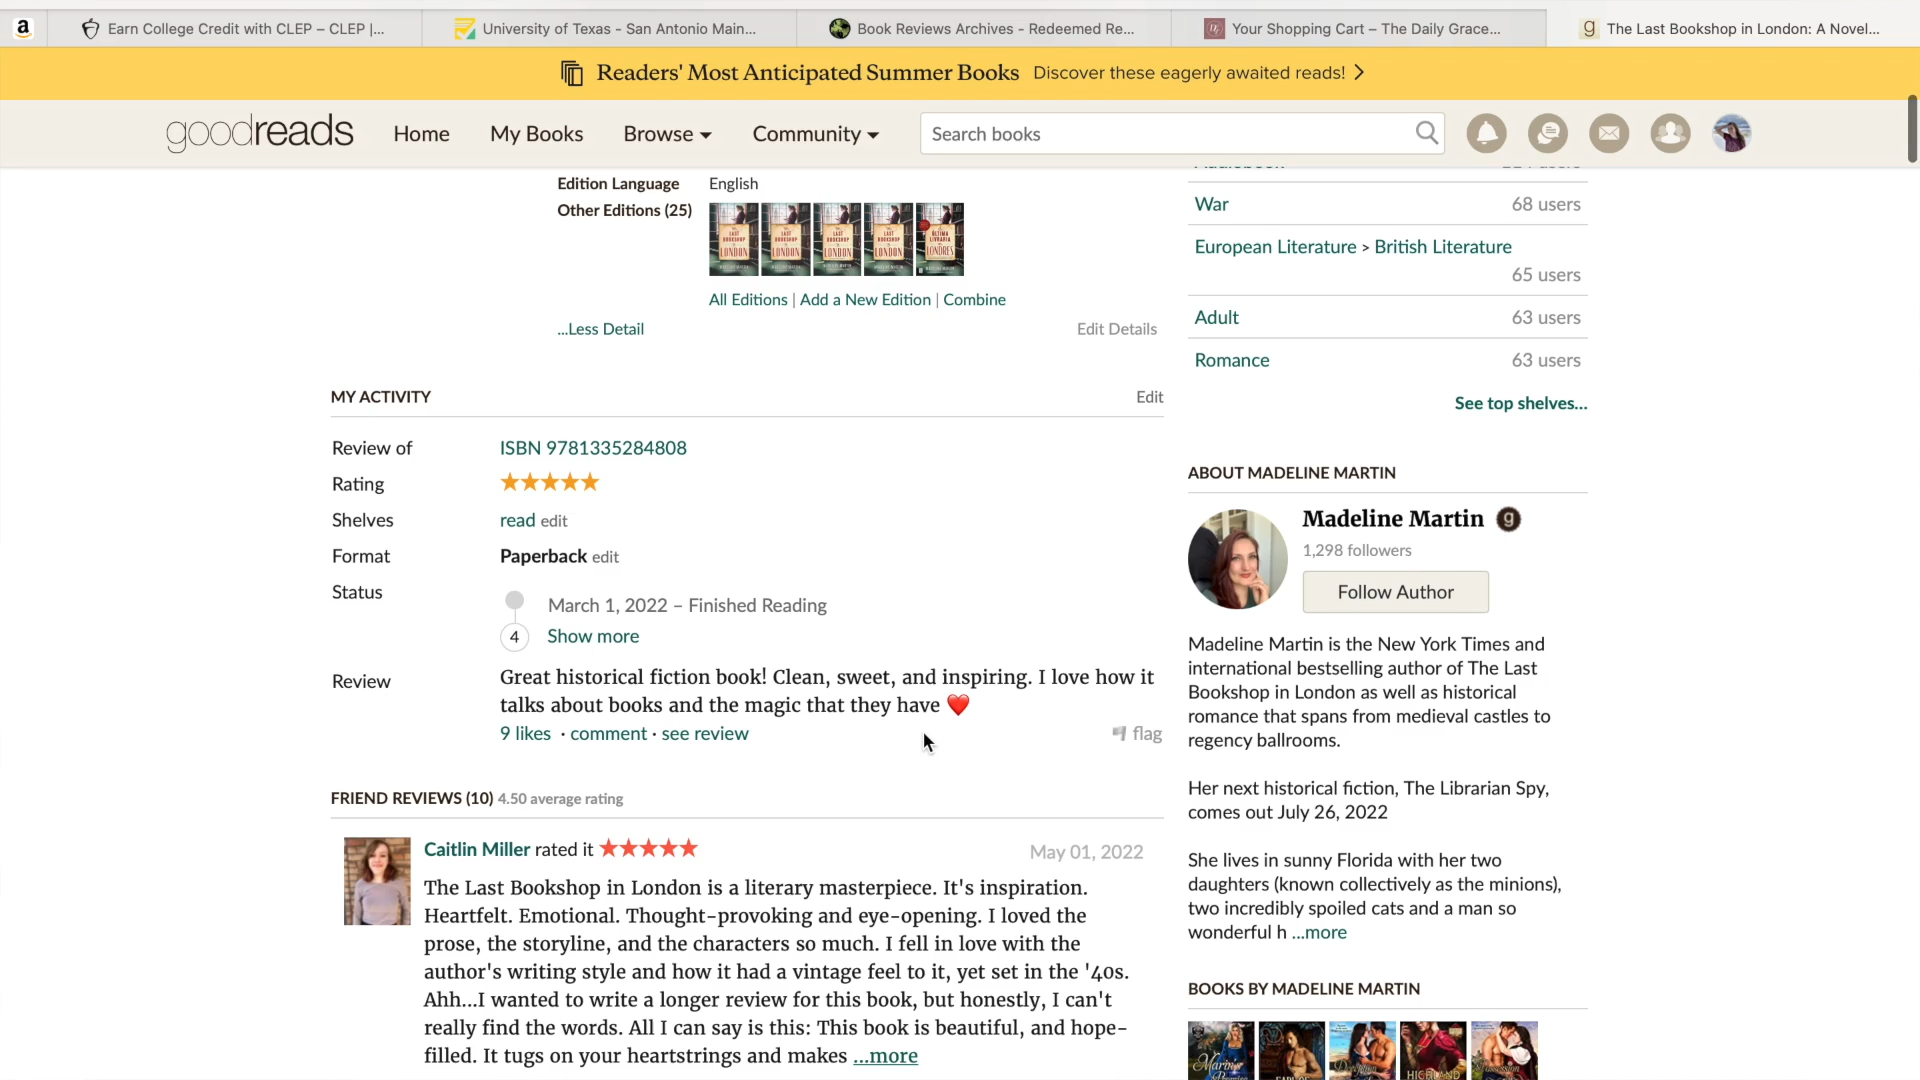 a
Earn College Credit with CLEP – CLEP |...
University of Texas - San Antonio Main...
Book Reviews Archives - Redeemed Re...
Your Shopping Cart – The Daily Grace...
g The Last Bookshop in London: A Novel...
Readers' Most Anticipated Summer Books Discover these eagerly awaited reads!
goodreads Home My Books Browse Community Search books
Edition Language English
Other Editions (25)
All Editions | Add a New Edition | Combine
...Less Detail Edit Details
MY ACTIVITY Edit
Review of ISBN 9781335284808
Rating ★★★★★
Shelves read edit
Format Paperback edit
Status March 1, 2022 – Finished Reading
4 Show more
Review Great historical fiction book! Clean, sweet, and inspiring. I love how it
talks about books and the magic that they have ❤️
9 likes · comment · see review flag
FRIEND REVIEWS (10) 4.50 average rating
Caitlin Miller rated it ★★★★★ May 01, 2022
The Last Bookshop in London is a literary masterpiece. It's inspiration.
Heartfelt. Emotional. Thought-provoking and eye-opening. I loved the
prose, the storyline, and the characters so much. I fell in love with the
author's writing style and how it had a vintage feel to it, yet set in the '40s.
Ahh...I wanted to write a longer review for this book, but honestly, I can't
really find the words. All I can say is this: This book is beautiful, and hope-
filled. It tugs on your heartstrings and makes ...more
War 68 users
European Literature > British Literature
65 users
Adult 63 users
Romance 63 users
See top shelves...
ABOUT MADELINE MARTIN
Madeline Martin g
1,298 followers
Follow Author
Madeline Martin is the New York Times and
international bestselling author of The Last
Bookshop in London as well as historical
romance that spans from medieval castles to
regency ballrooms.
Her next historical fiction, The Librarian Spy,
comes out July 26, 2022
She lives in sunny Florida with her two
daughters (known collectively as the minions),
two incredibly spoiled cats and a man so
wonderful h ...more
BOOKS BY MADELINE MARTIN